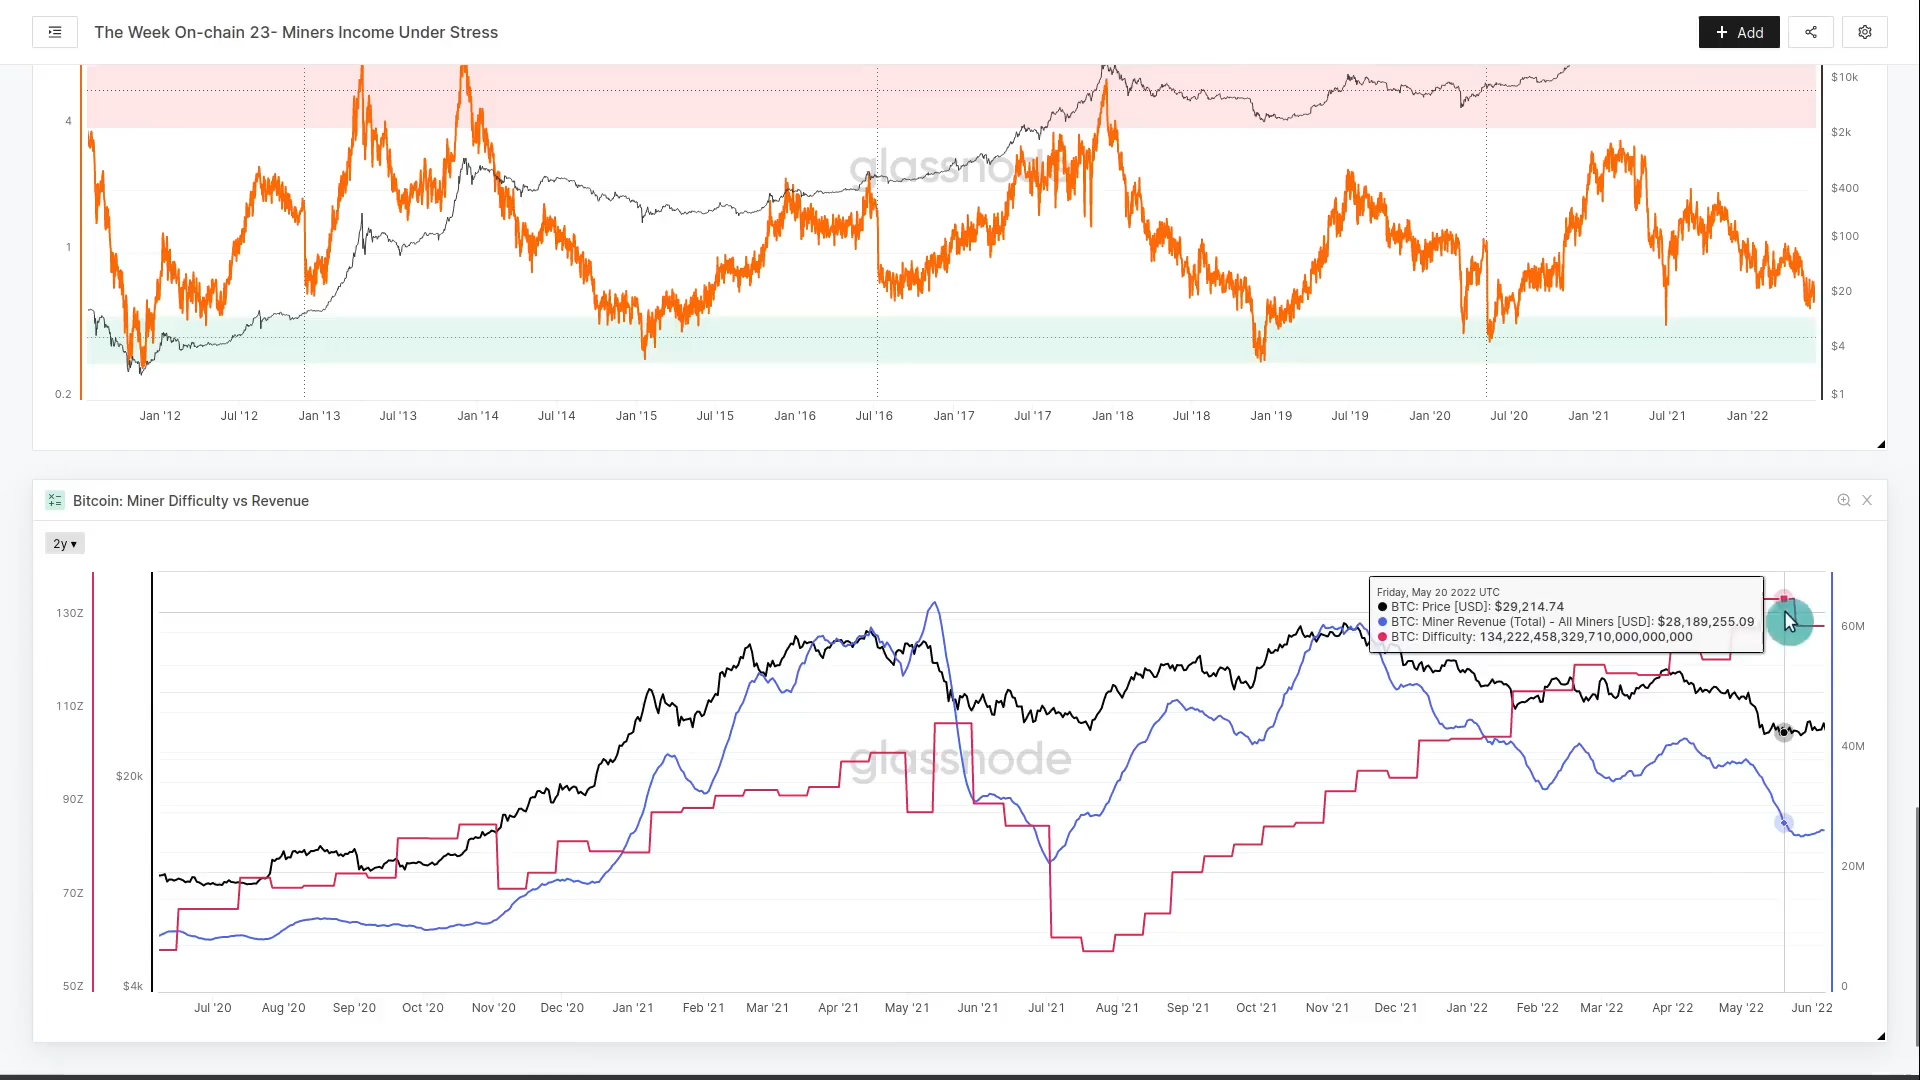 The Week On-chain 23- Miners Income Under Stress
+ Add
4
1
0.2
$10k
$2k
$400
$100
$20
$4
$1
glassnode
Jan '12 Jul '12 Jan '13 Jul '13 Jan '14 Jul '14 Jan '15 Jul '15 Jan '16 Jul '16 Jan '17 Jul '17 Jan '18 Jul '18 Jan '19 Jul '19 Jan '20 Jul '20 Jan '21 Jul '21 Jan '22
Bitcoin: Miner Difficulty vs Revenue
2y ▾
Friday, May 20 2022 UTC
BTC: Price [USD]: $29,214.74
BTC: Miner Revenue (Total) - All Miners [USD]: $28,189,255.09
BTC: Difficulty: 134,222,458,329,710,000,000,000
130Z
110Z
90Z
70Z
50Z
$20k
$4k
60M
40M
20M
0
glassnode
Jul '20 Aug '20 Sep '20 Oct '20 Nov '20 Dec '20 Jan '21 Feb '21 Mar '21 Apr '21 May '21 Jun '21 Jul '21 Aug '21 Sep '21 Oct '21 Nov '21 Dec '21 Jan '22 Feb '22 Mar '22 Apr '22 May '22 Jun '22